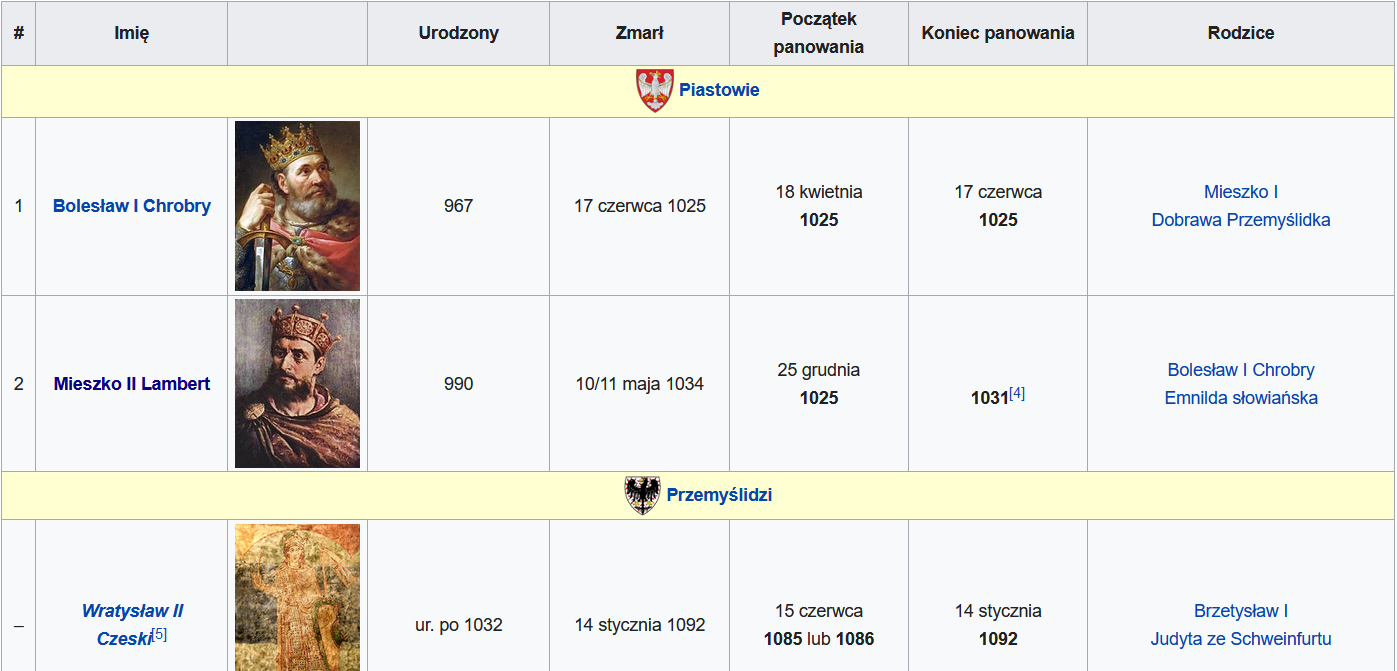 # Imię Urodzony Zmarł Początek panowania Koniec panowania Rodzice
Piastowie
1 Bolesław I Chrobry 967 17 czerwca 1025 18 kwietnia 1025 17 czerwca 1025 Mieszko I Dobrawa Przemyślidka
2 Mieszko II Lambert 990 10/11 maja 1034 25 grudnia 1025 1031[4] Bolesław I Chrobry Emnilda słowiańska
Przemyślidzi
– Wratysław II Czeski[5] ur. po 1032 14 stycznia 1092 15 czerwca 1085 lub 1086 14 stycznia 1092 Brzetysław I Judyta ze Schweinfurtu